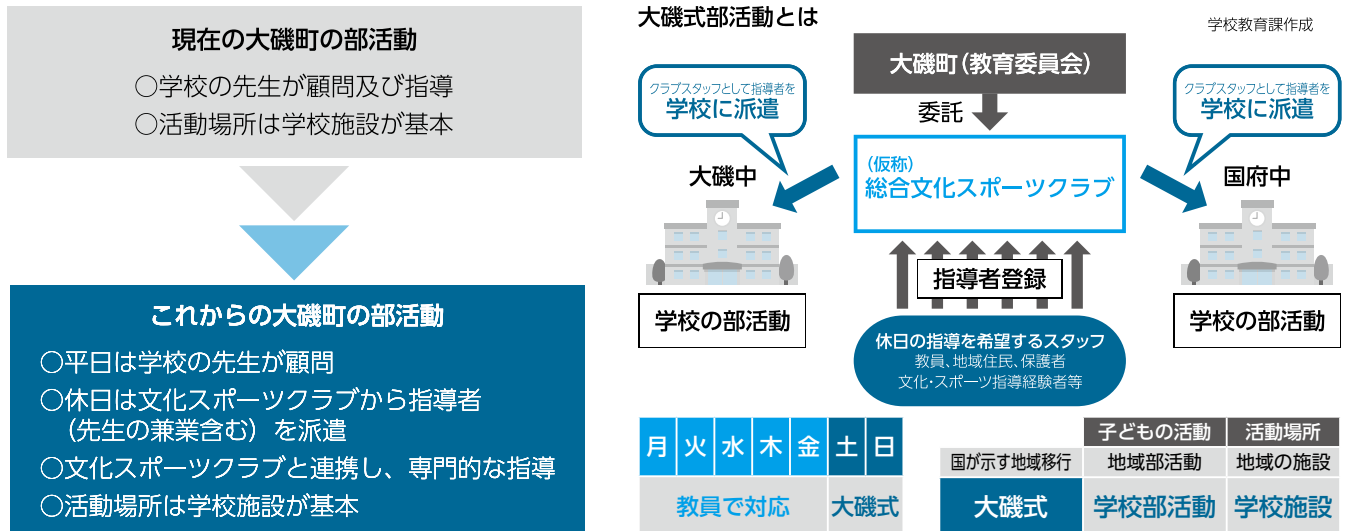 現在の大磯町の部活動
○学校の先生が顧問及び指導
○活動場所は学校施設が基本
これからの大磯町の部活動
○平日は学校の先生が顧問
○休日は文化スポーツクラブから指導者
（先生の兼業含む）を派遣
○文化スポーツクラブと連携し、専門的な指導
○活動場所は学校施設が基本
大磯式部活動とは
学校教育課作成
大磯町（教育委員会）
委託
クラブスタッフとして指導者を
学校に派遣
クラブスタッフとして指導者を
学校に派遣
（仮称）
総合文化スポーツクラブ
大磯中
国府中
指導者登録
学校の部活動
学校の部活動
休日の指導を希望するスタッフ
教員、地域住民、保護者
文化・スポーツ指導経験者等
月 火 水 木 金 土 日
教員で対応 大磯式
子どもの活動 活動場所
国が示す地域移行 地域部活動 地域の施設
大磯式 学校部活動 学校施設